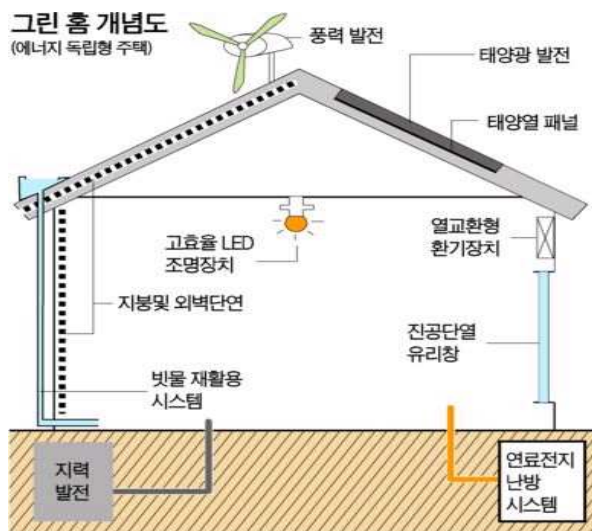 그린 홈 개념도
(에너지 독립형 주택)
풍력 발전
태양광 발전
태양열 패널
고효율 LED
조명장치
열교환형
환기장치
지붕및 외벽단연
진공단열
유리창
빗물 재활용
시스템
지력
발전
연료전지
난방
시스템